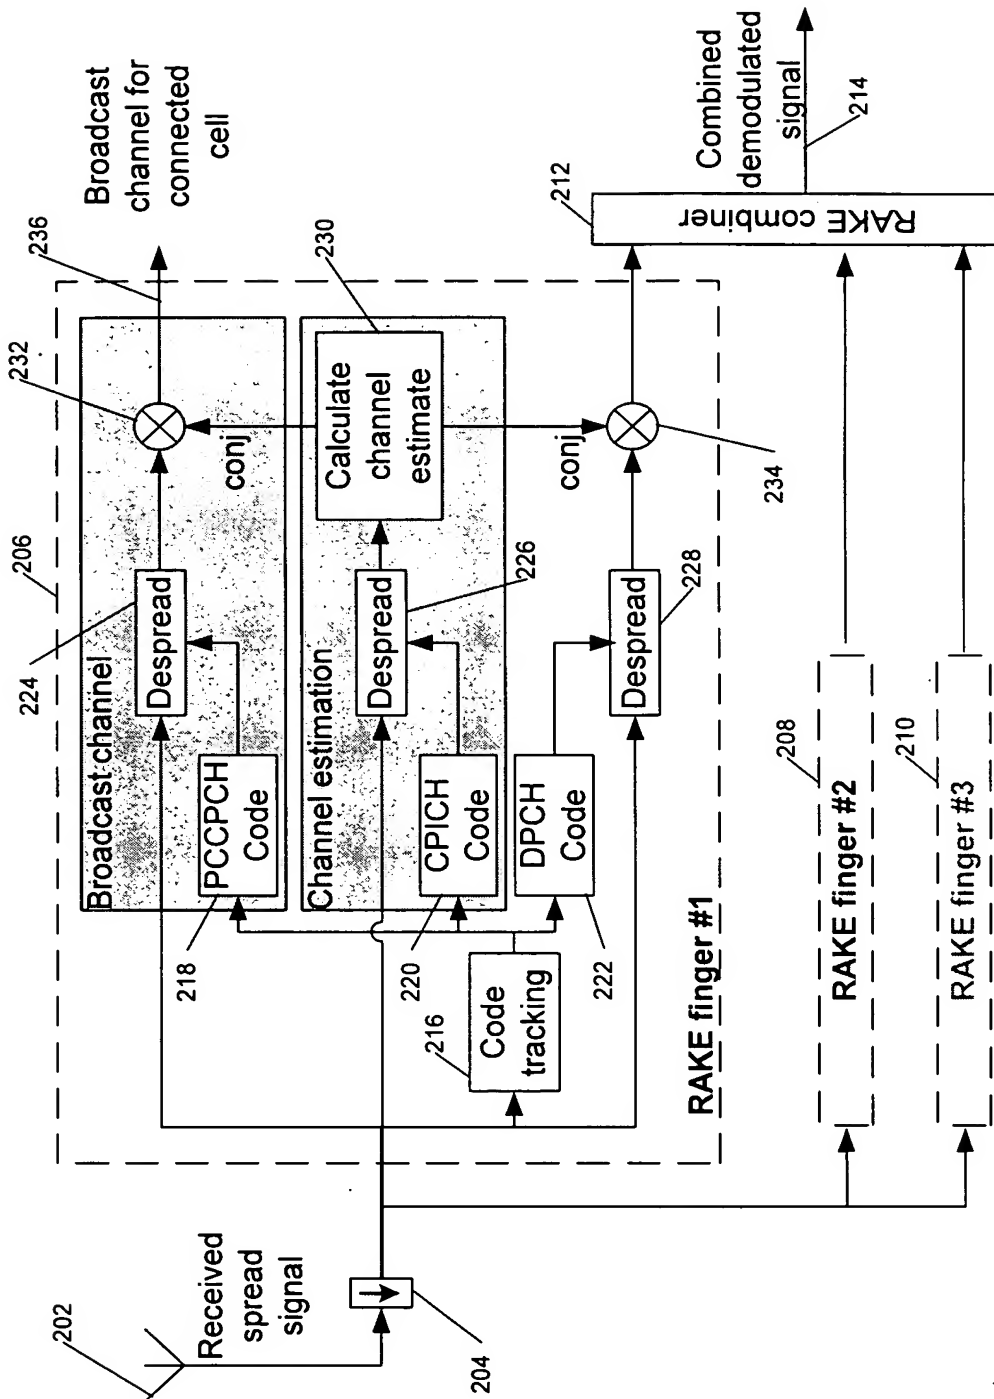 202
Received
spread
signal
204
206
Broadcast channel
PCCPCH
Code
218
224
Despread
232
conj
236
Broadcast
channel for
connected
cell
Channel estimation
CPICH
Code
220
Despread
226
Calculate
channel
estimate
230
conj
216
Code
tracking
DPCH
Code
222
Despread
228
234
RAKE finger #1
208
RAKE finger #2
210
RAKE finger #3
212
RAKE combiner
Combined
demodulated
signal
214